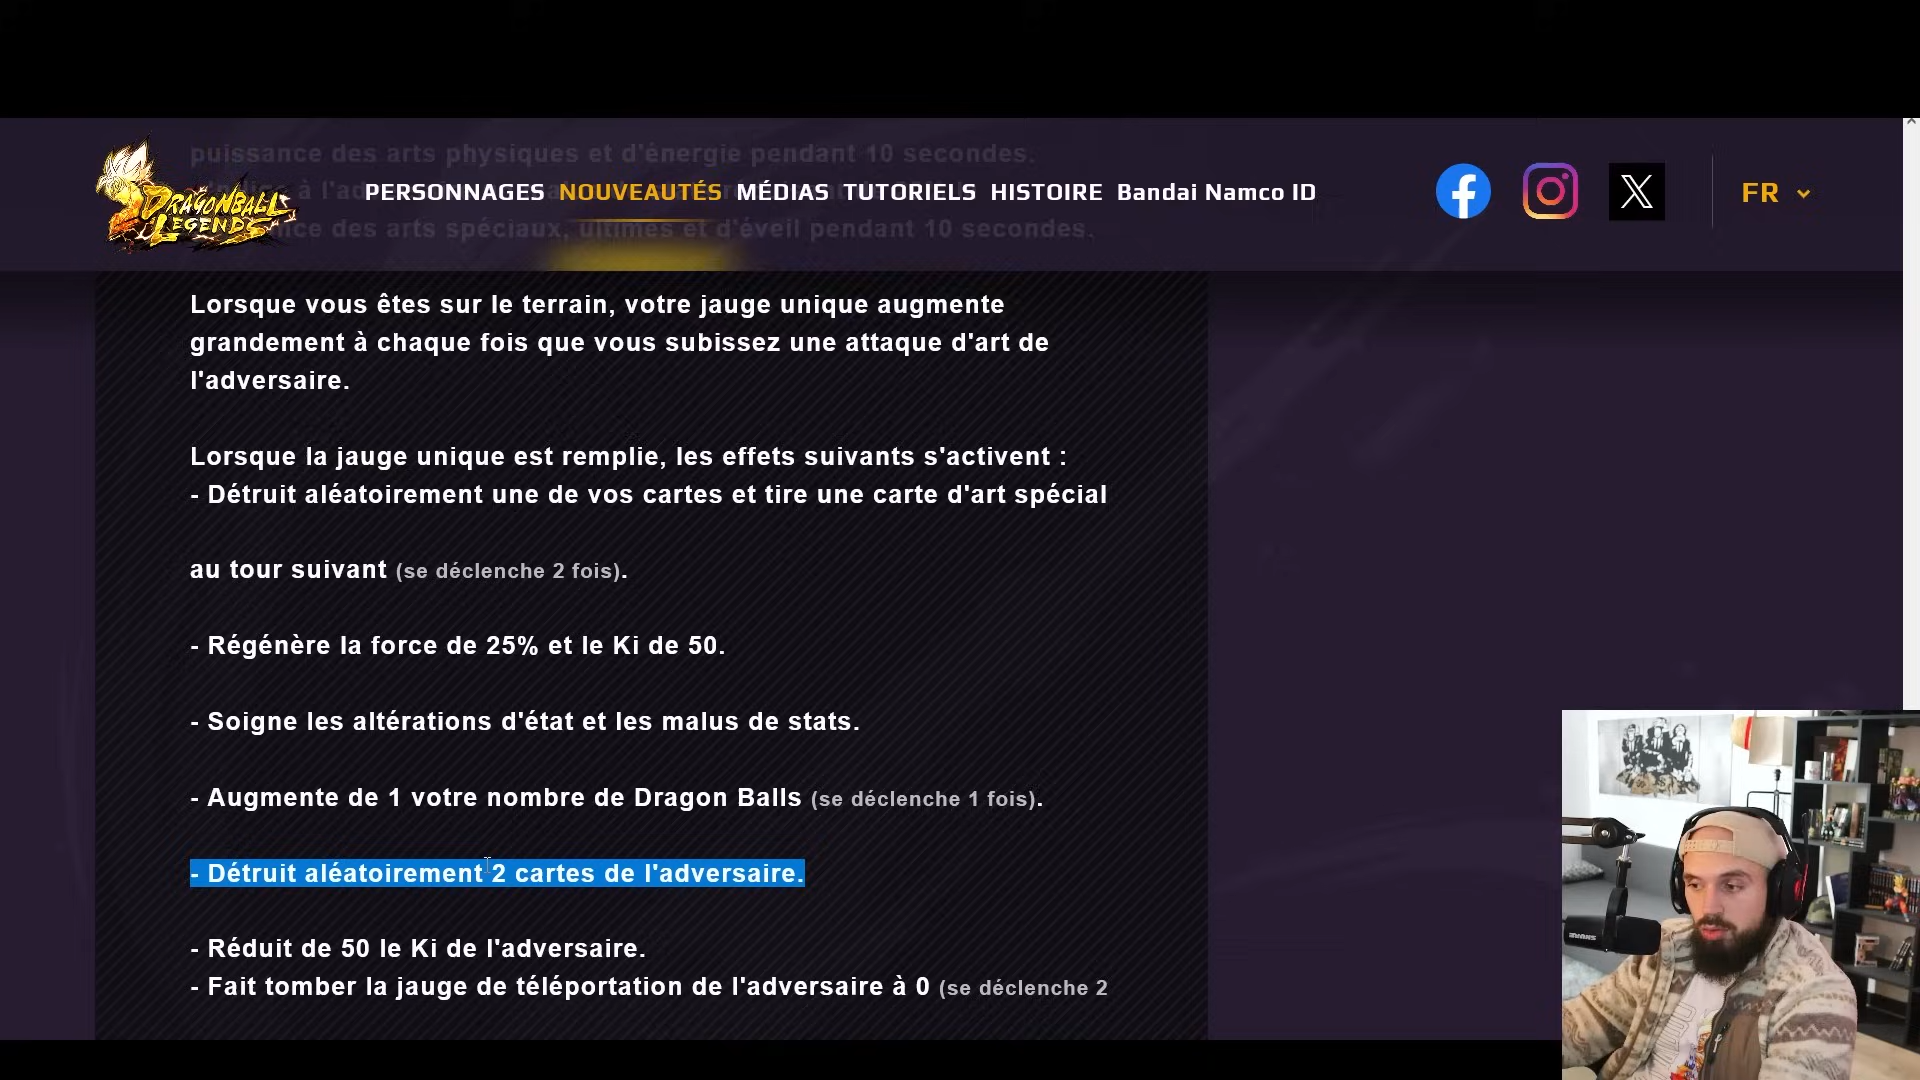 puissance des arts physiques et d'énergie pendant 10 secondes.
DRAGONBALL
LEGENDS
PERSONNAGES NOUVEAUTÉS MÉDIAS TUTORIELS HISTOIRE Bandai Namco ID
FR
des arts spéciaux, ultimes et d'éveil pendant 10 secondes.
Lorsque vous êtes sur le terrain, votre jauge unique augmente
grandement à chaque fois que vous subissez une attaque d'art de
l'adversaire.
Lorsque la jauge unique est remplie, les effets suivants s'activent :
- Détruit aléatoirement une de vos cartes et tire une carte d'art spécial
au tour suivant (se déclenche 2 fois).
- Régénère la force de 25% et le Ki de 50.
- Soigne les altérations d'état et les malus de stats.
- Augmente de 1 votre nombre de Dragon Balls (se déclenche 1 fois).
- Détruit aléatoirement 2 cartes de l'adversaire.
- Réduit de 50 le Ki de l'adversaire.
- Fait tomber la jauge de téléportation de l'adversaire à 0 (se déclenche 2